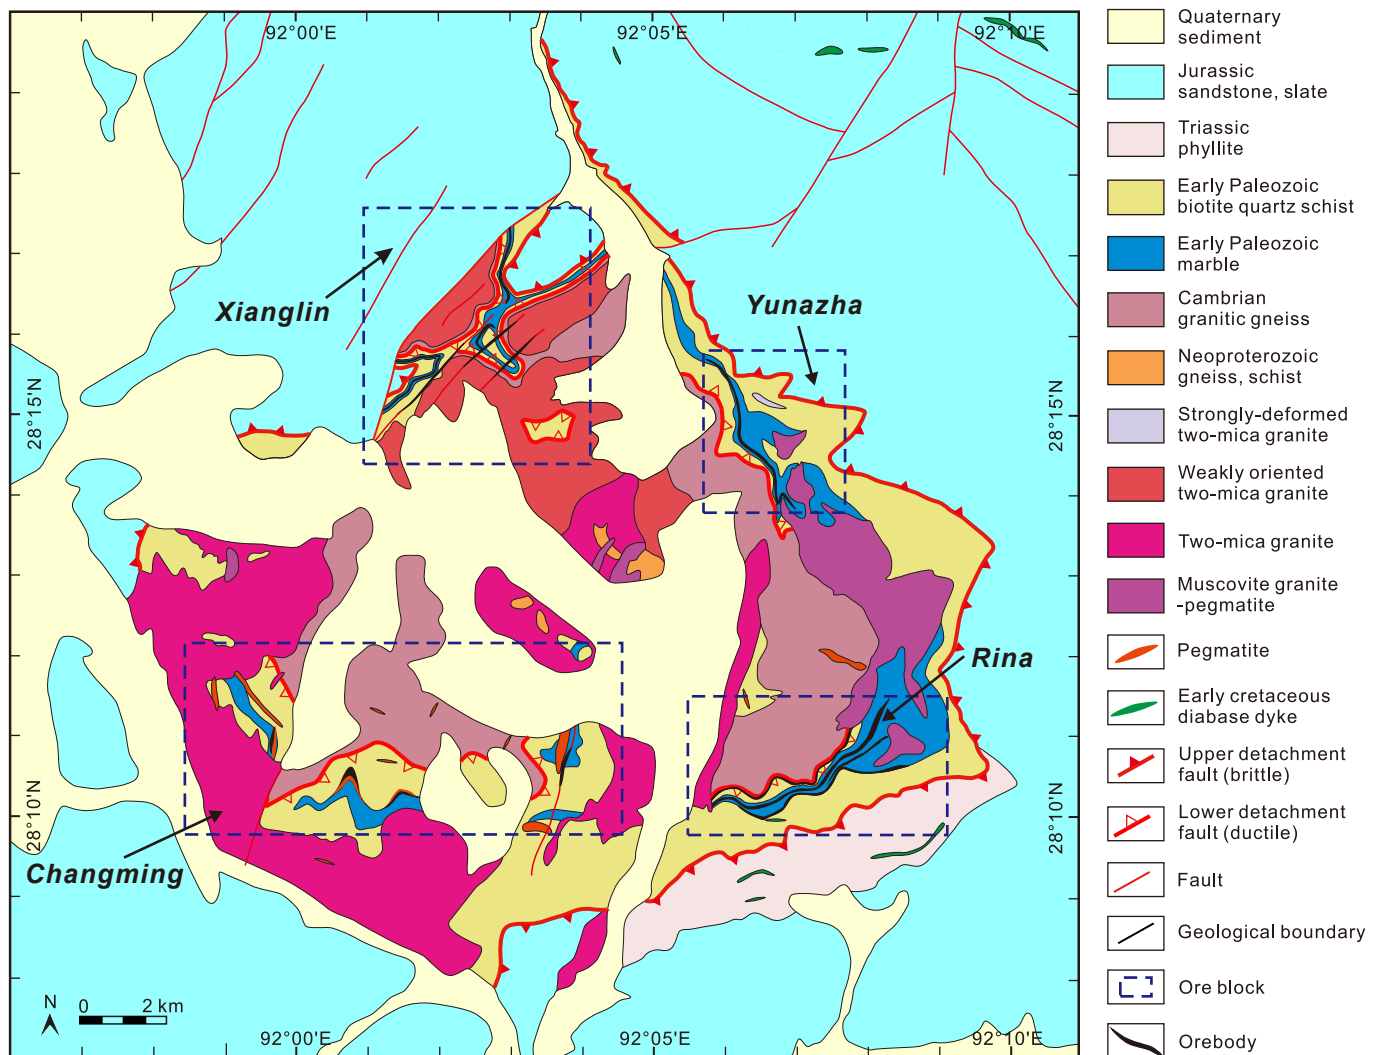 92°00'E
92°05'E
92°10'E
Xianglin
Yunazha
28°15'N
28°15'N
Rina
Changming
28°10'N
28°10'N
N
0
2 km
92°00'E
92°05'E
92°10'E
Quaternary
sediment
Jurassic
sandstone, slate
Triassic
phyllite
Early Paleozoic
biotite quartz schist
Early Paleozoic
marble
Cambrian
granitic gneiss
Neoproterozoic
gneiss, schist
Strongly-deformed
two-mica granite
Weakly oriented
two-mica granite
Two-mica granite
Muscovite granite
-pegmatite
Pegmatite
Early cretaceous
diabase dyke
Upper detachment
fault (brittle)
Lower detachment
fault (ductile)
Fault
Geological boundary
Ore block
Orebody